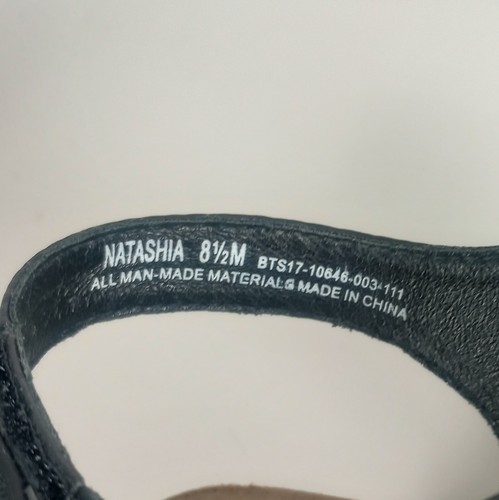 NATASHIA 8½M BTS17-10646-003-111
ALL MAN-MADE MATERIALS MADE IN CHINA